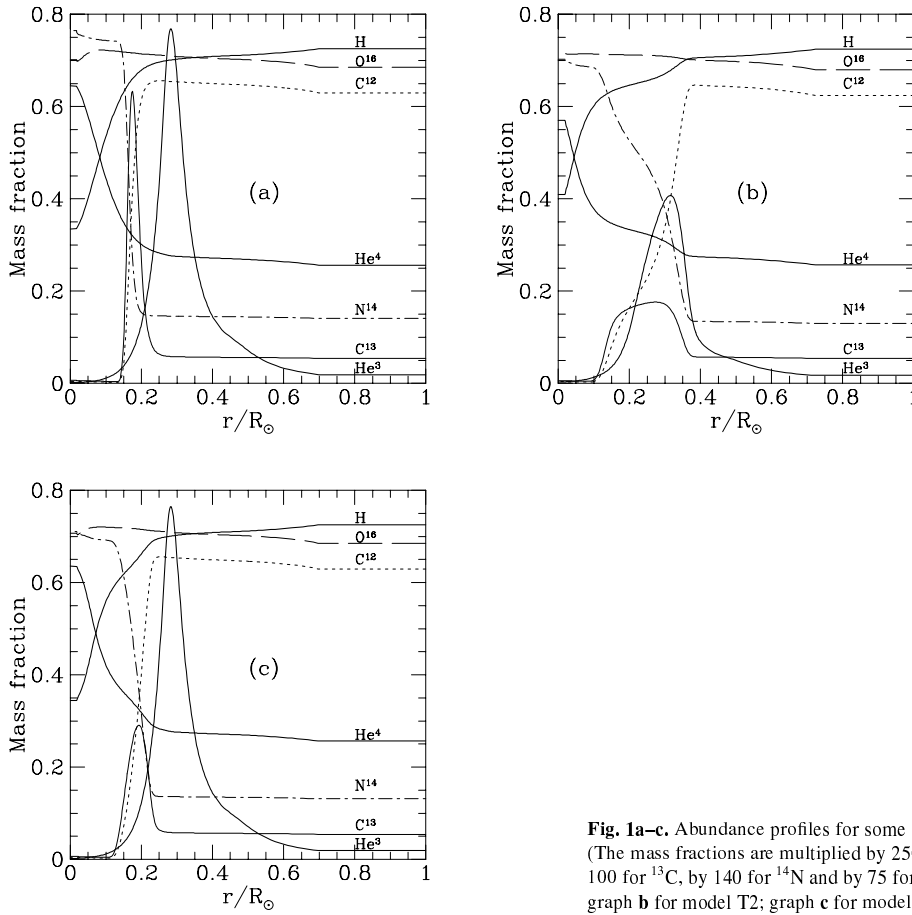 0.8
0.6
0.4
0.2
0
Mass fraction
H
O¹⁶
C¹²
(a)
He⁴
N¹⁴
C¹³
He³
0 0.2 0.4 0.6 0.8 1
r/R⊙
0.8
0.6
0.4
0.2
0
Mass fraction
H
O¹⁶
C¹²
(b)
He⁴
N¹⁴
C¹³
He³
0 0.2 0.4 0.6 0.8 1
r/R⊙
0.8
0.6
0.4
0.2
0
Mass fraction
H
O¹⁶
C¹²
(c)
He⁴
N¹⁴
C¹³
He³
0 0.2 0.4 0.6 0.8 1
r/R⊙
Fig. 1a–c. Abundance profiles for some
(The mass fractions are multiplied by
100 for ¹³C, by 140 for ¹⁴N and by 75 for
graph b for model T2; graph c for model